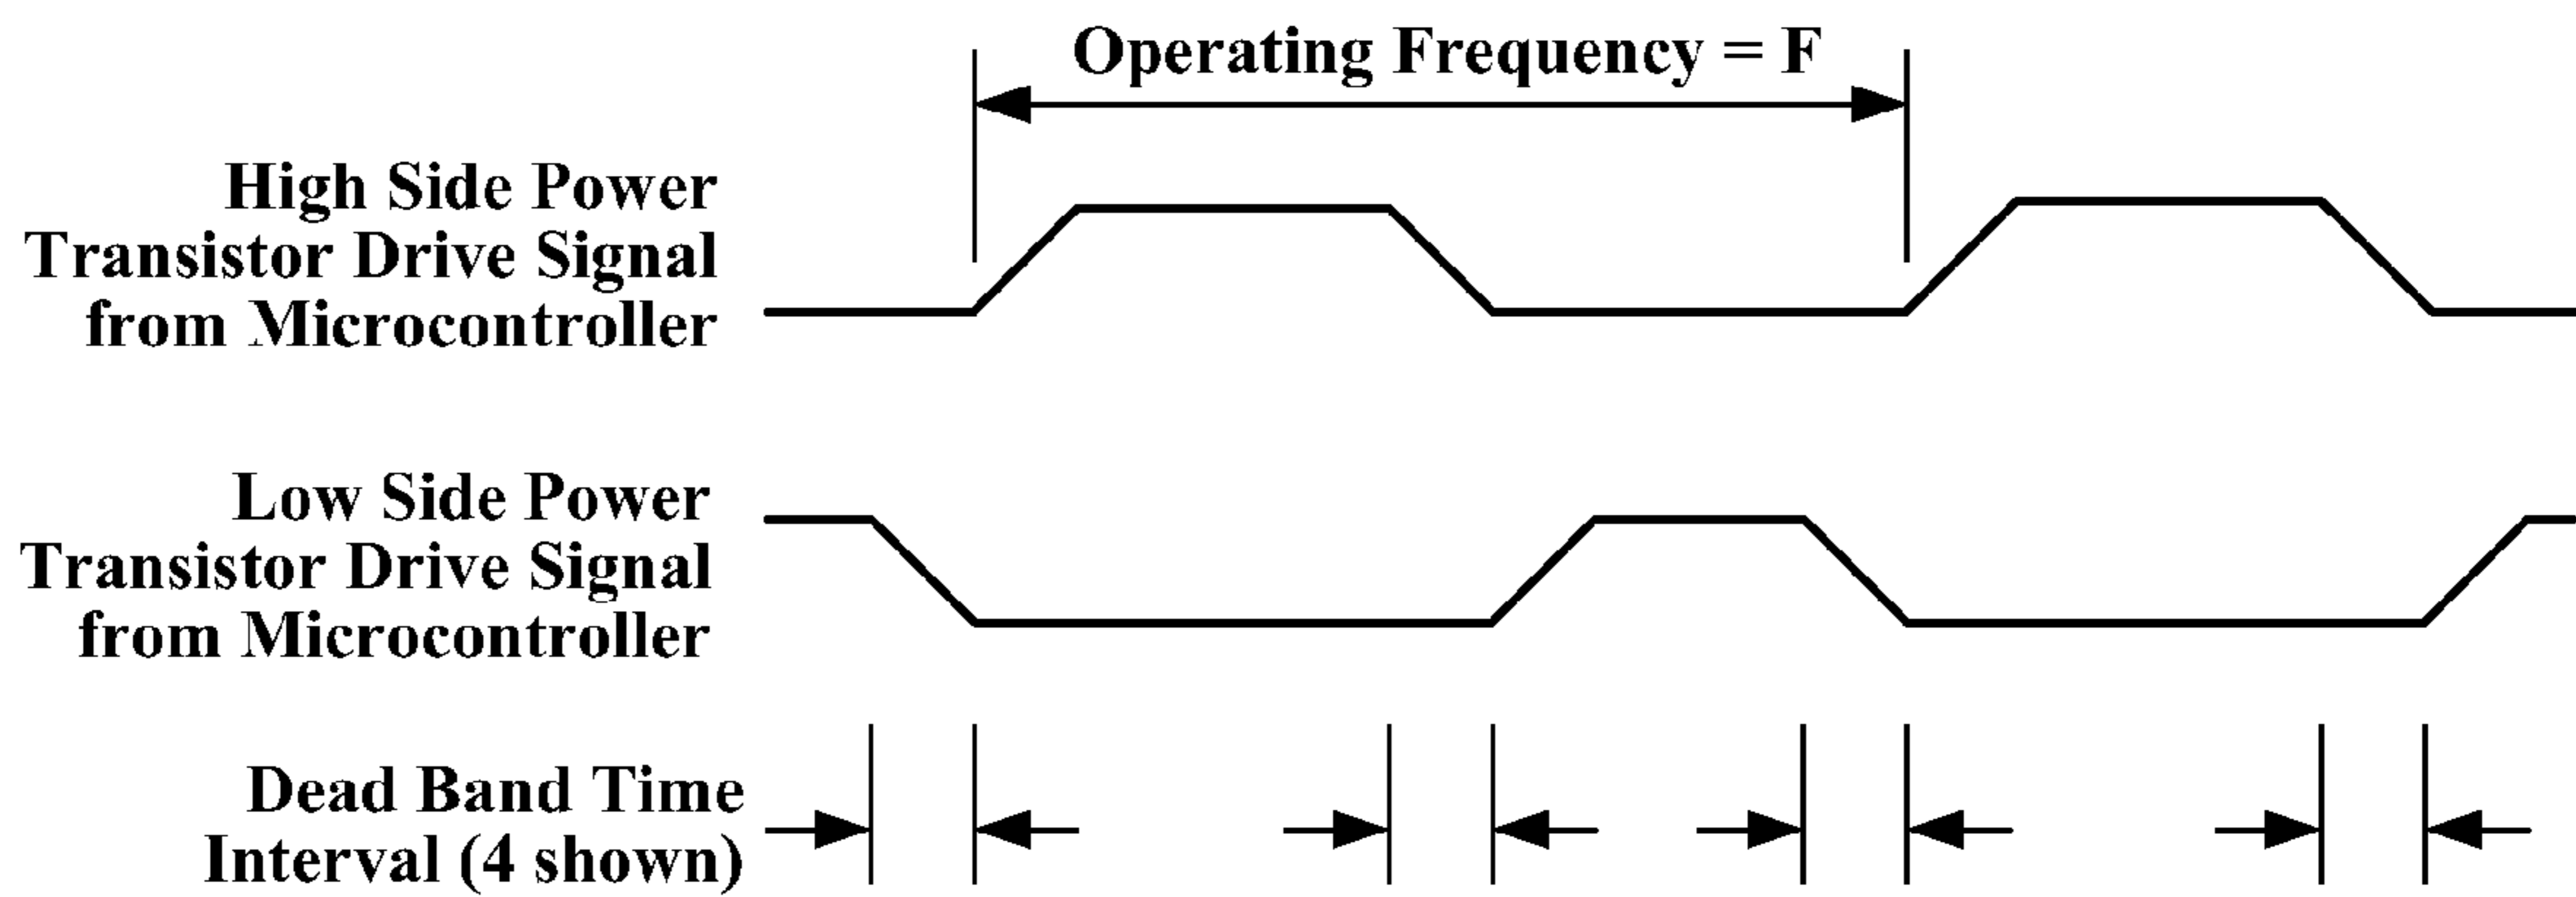 Operating Frequency = F
High Side Power
Transistor Drive Signal
from Microcontroller
Low Side Power
Transistor Drive Signal
from Microcontroller
Dead Band Time
Interval (4 shown)